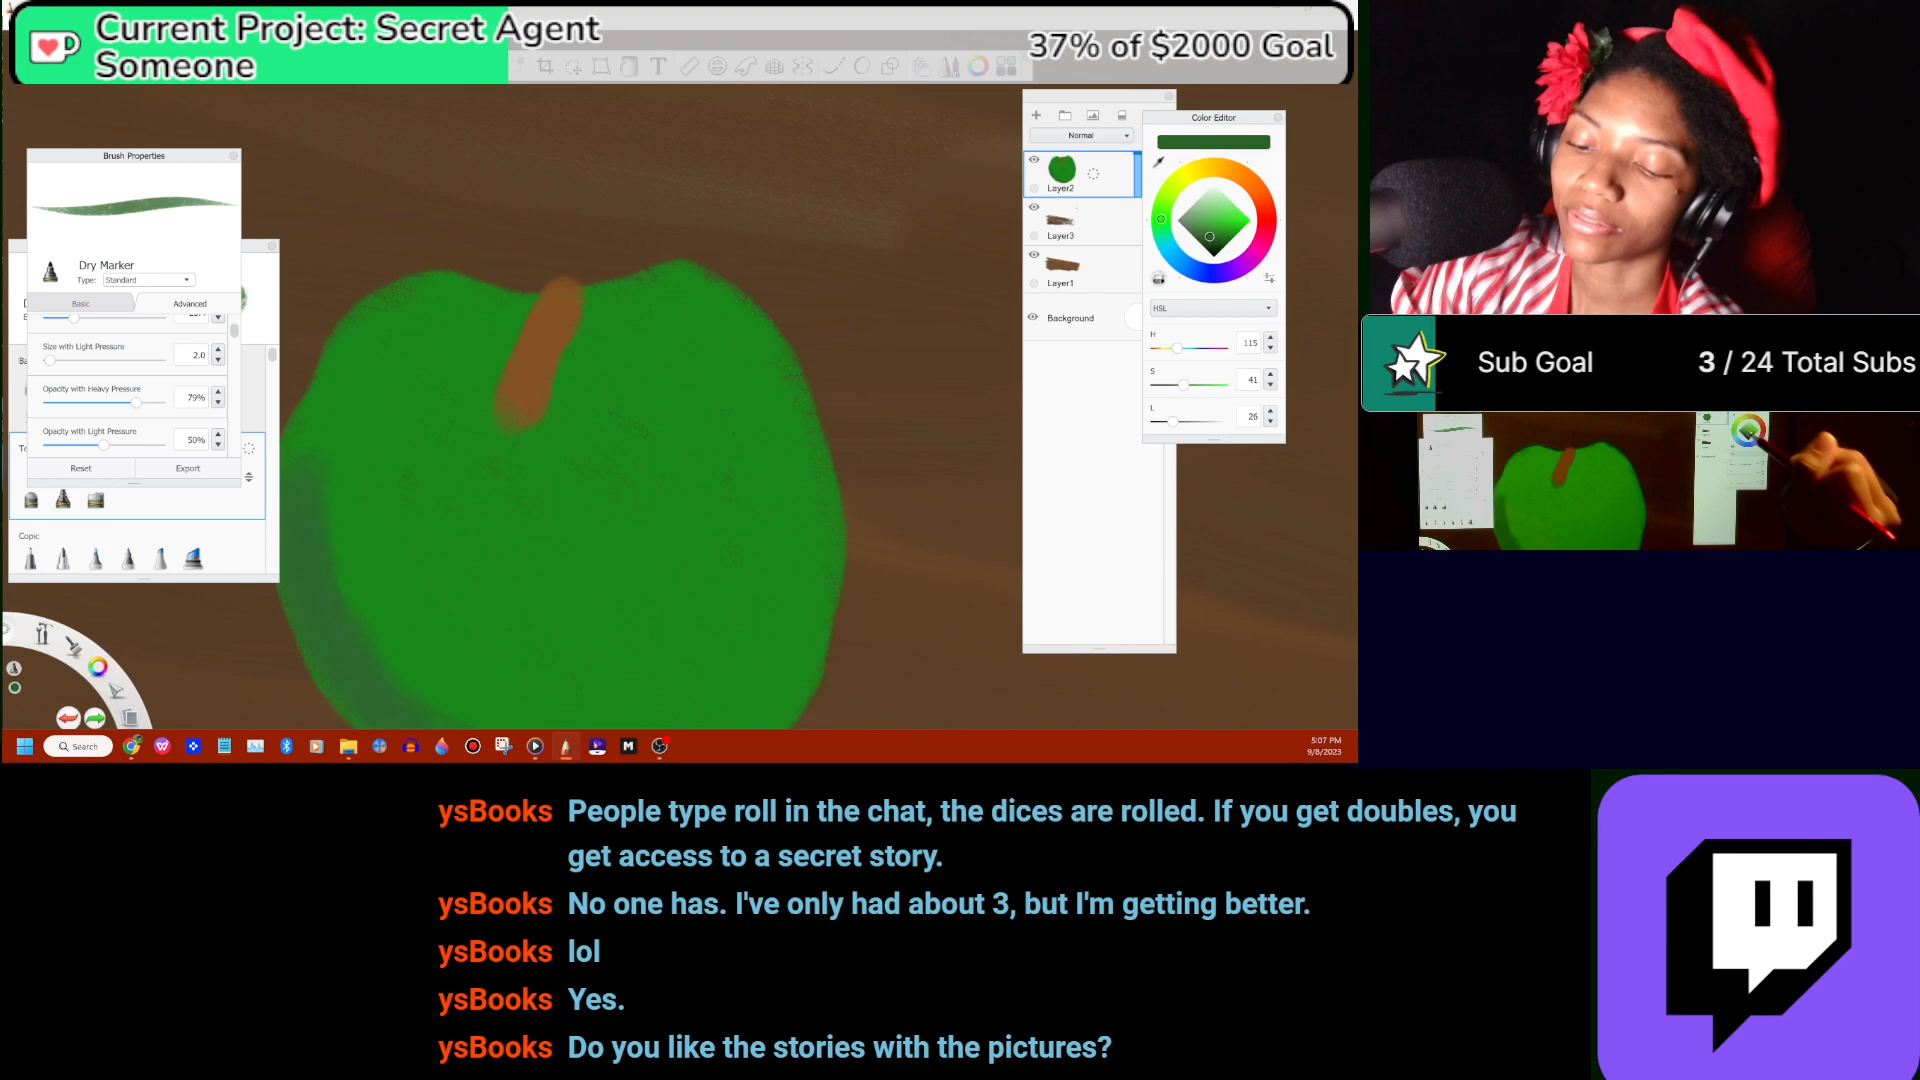 Current Project: Secret Agent
Someone
37% of $2000 Goal
T
Brush Properties
Dry Marker
Type: Standard
Basic
Advanced
Size with Light Pressure
2.0
Opacity with Heavy Pressure
79%
Opacity with Light Pressure
50%
Reset
Export
Copic
Normal
Layer2
Layer3
Layer1
Background
Color Editor
HSL
H
115
S
41
L
26
Sub Goal
3 / 24 Total Subs
Search
M
5:07 PM
9/8/2023
ysBooks People type roll in the chat, the dices are rolled. If you get doubles, you
get access to a secret story.
ysBooks No one has. I've only had about 3, but I'm getting better.
ysBooks lol
ysBooks Yes.
ysBooks Do you like the stories with the pictures?